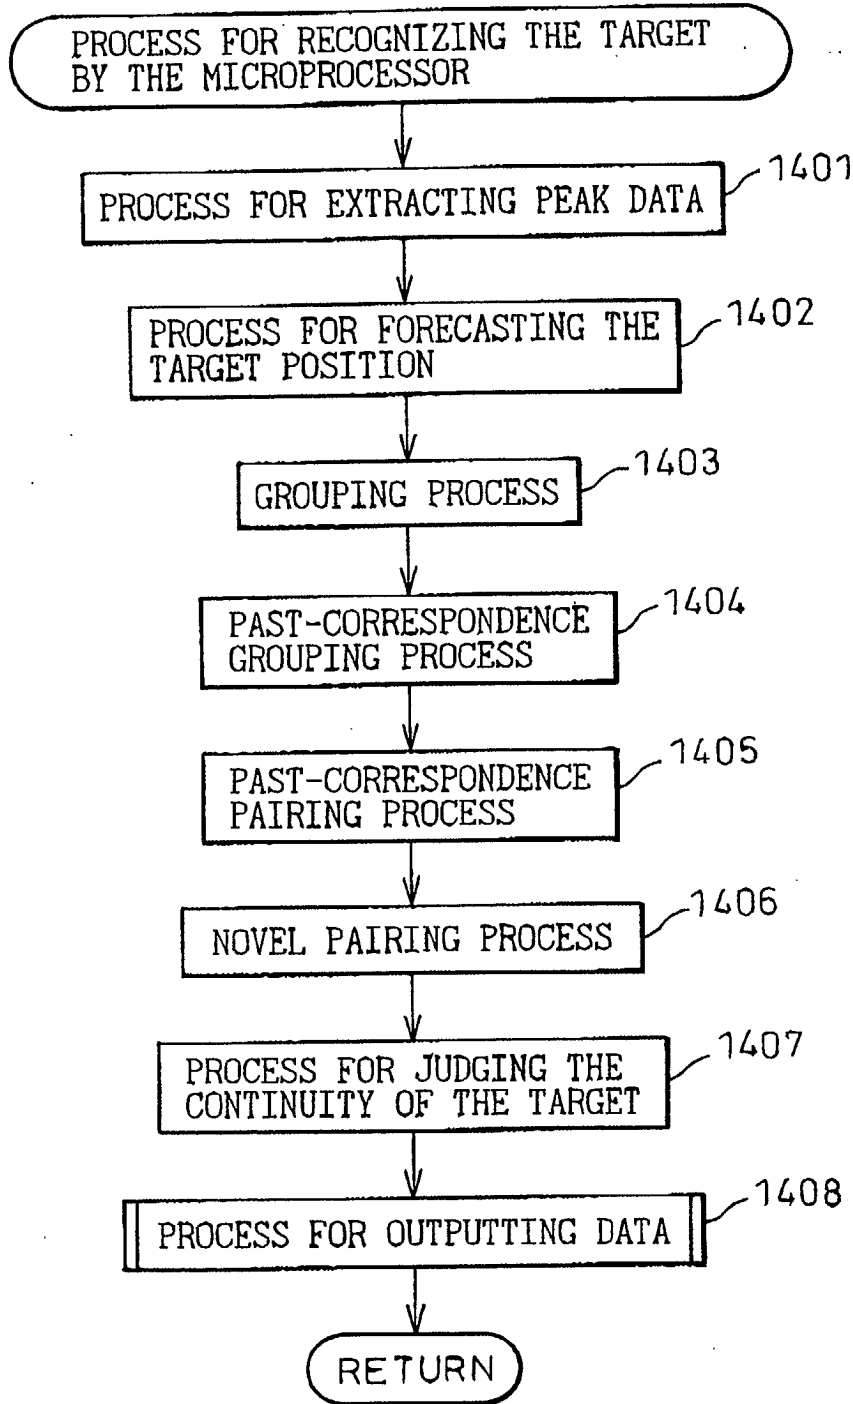 PROCESS FOR RECOGNIZING THE TARGET
BY THE MICROPROCESSOR
1401
PROCESS FOR EXTRACTING PEAK DATA
1402
PROCESS FOR FORECASTING THE
TARGET POSITION
1403
GROUPING PROCESS
1404
PAST-CORRESPONDENCE
GROUPING PROCESS
1405
PAST-CORRESPONDENCE
PAIRING PROCESS
1406
NOVEL PAIRING PROCESS
1407
PROCESS FOR JUDGING THE
CONTINUITY OF THE TARGET
1408
PROCESS FOR OUTPUTTING DATA
RETURN